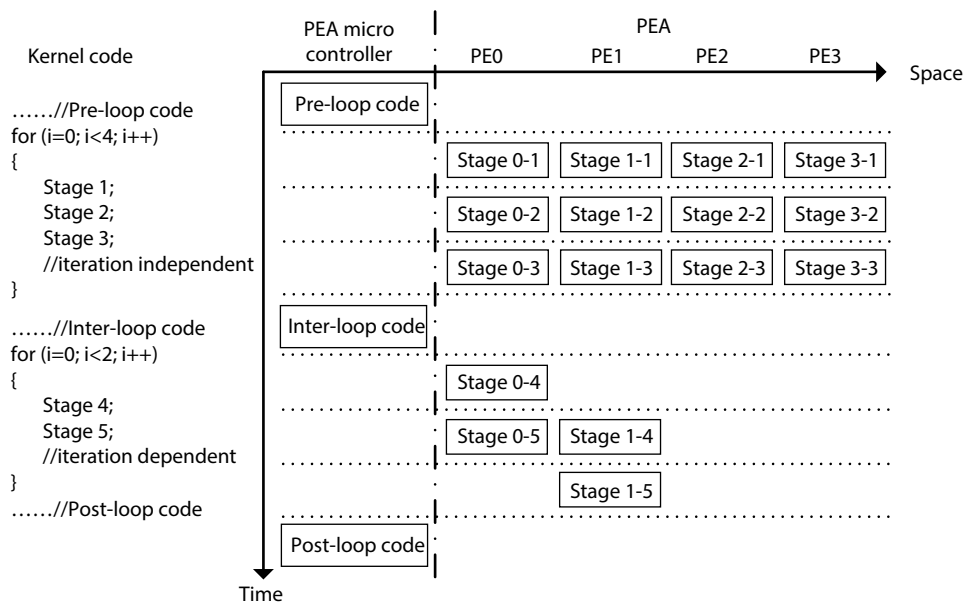 Kernel code
……//Pre-loop code
for (i=0; i<4; i++)
{
Stage 1;
Stage 2;
Stage 3;
//iteration independent
}
……//Inter-loop code
for (i=0; i<2; i++)
{
Stage 4;
Stage 5;
//iteration dependent
}
……//Post-loop code
PEA micro
controller
PEA
PE0 PE1 PE2 PE3
Space
Pre-loop code
Stage 0-1 Stage 1-1 Stage 2-1 Stage 3-1
Stage 0-2 Stage 1-2 Stage 2-2 Stage 3-2
Stage 0-3 Stage 1-3 Stage 2-3 Stage 3-3
Inter-loop code
Stage 0-4
Stage 0-5 Stage 1-4
Stage 1-5
Post-loop code
Time